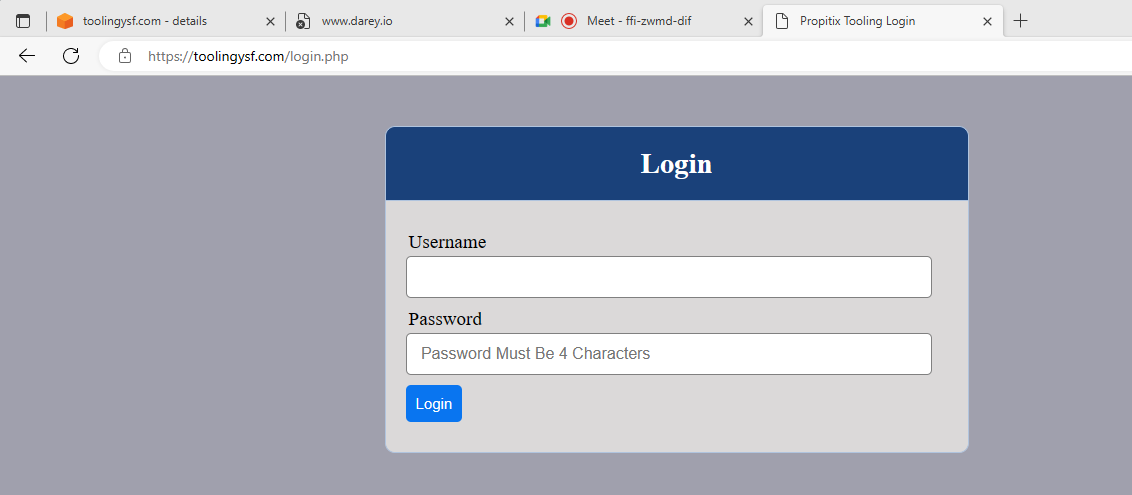 toolingysf.com - details
www.darey.io
Meet - ffi-zwmd-dif
Propitix Tooling Login
https://toolingysf.com/login.php
Login
Username
Password
Password Must Be 4 Characters
Login